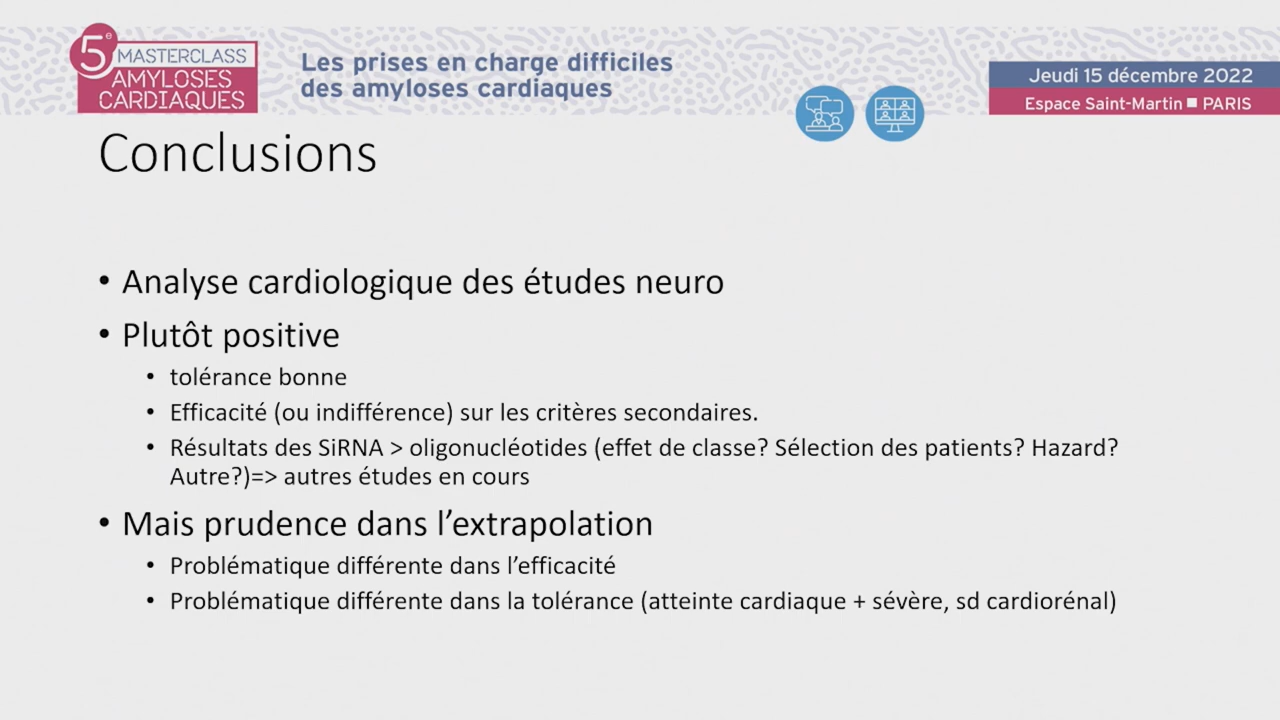 5e
MASTERCLASS
AMYLOSES
CARDIAQUES
Les prises en charge difficiles
des amyloses cardiaques
Jeudi 15 décembre 2022
Espace Saint-Martin ■ PARIS
Conclusions
• Analyse cardiologique des études neuro
• Plutôt positive
• tolérance bonne
• Efficacité (ou indifférence) sur les critères secondaires.
• Résultats des SiRNA > oligonucléotides (effet de classe? Sélection des patients? Hazard?
Autre?)=> autres études en cours
• Mais prudence dans l’extrapolation
• Problématique différente dans l’efficacité
• Problématique différente dans la tolérance (atteinte cardiaque + sévère, sd cardiorénal)